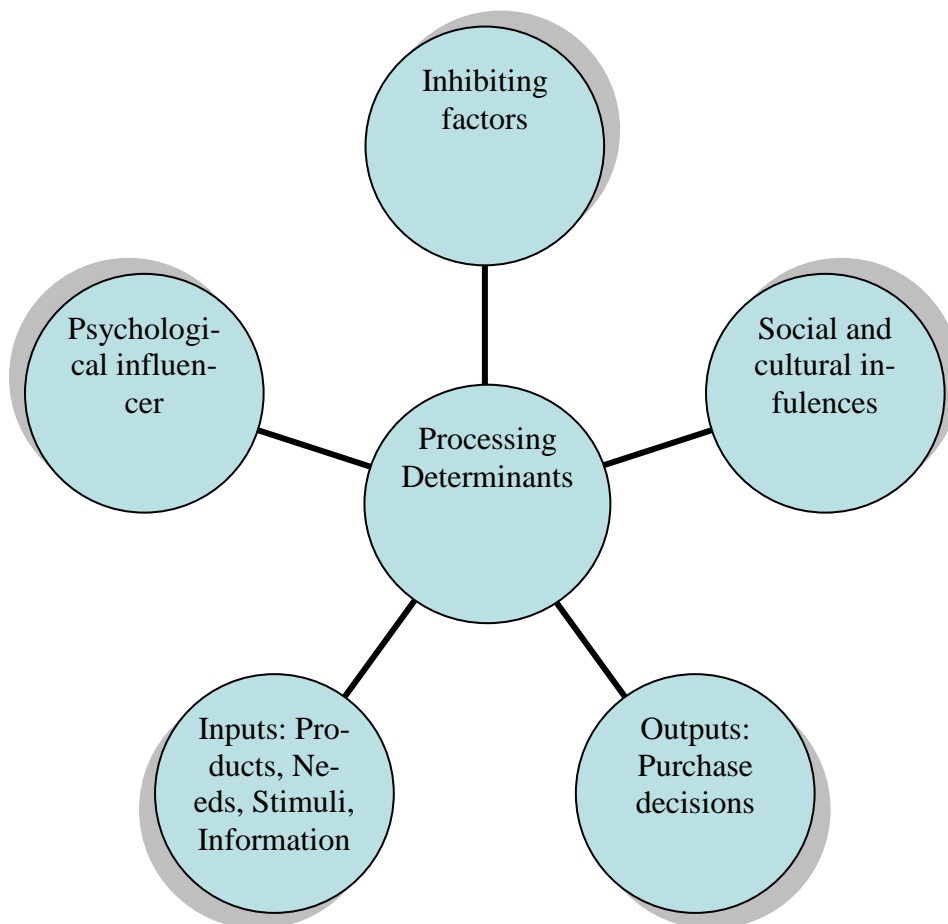 Inhibiting
factors
Psychologi-
cal influen-
cer
Social and
cultural in-
fulences
Processing
Determinants
Inputs: Pro-
ducts, Ne-
eds, Stimuli,
Information
Outputs:
Purchase
decisions